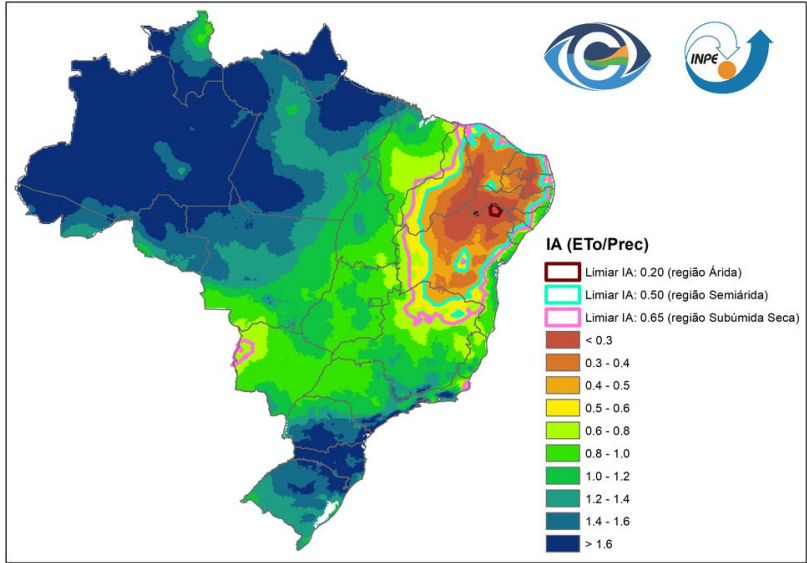 INPE
IA (ETo/Prec)
Limiar IA: 0.20 (região Árida)
Limiar IA: 0.50 (região Semiárida)
Limiar IA: 0.65 (região Subúmida Seca)
< 0.3
0.3 - 0.4
0.4 - 0.5
0.5 - 0.6
0.6 - 0.8
0.8 - 1.0
1.0 - 1.2
1.2 - 1.4
1.4 - 1.6
> 1.6